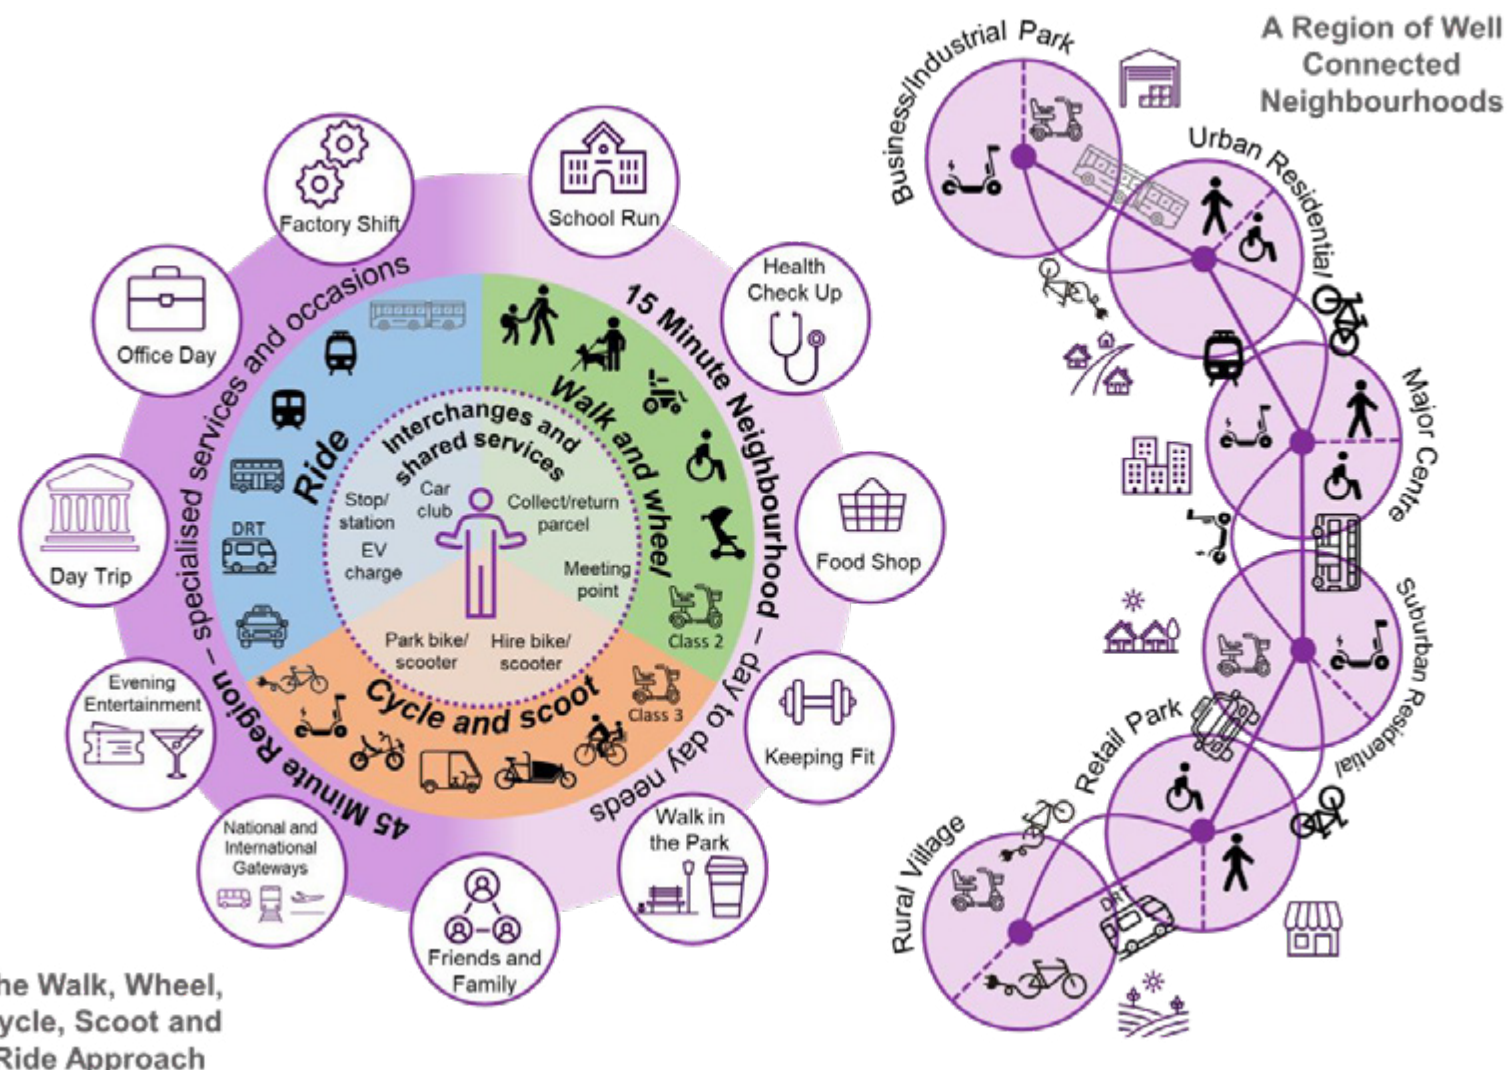 A Region of Well
Connected
Neighbourhoods
Factory Shift
School Run
Health
Check Up
Food Shop
Keeping Fit
Walk in
the Park
Friends and
Family
National and
International
Gateways
Evening
Entertainment
Day Trip
Office Day
45 Minute Region – specialised services and occasions
15 Minute Neighbourhood – day to day needs
Ride
DRT
Walk and wheel
Class 2
Cycle and scoot
Class 3
Interchanges and
shared services
Stop/
station
Car
club
EV
charge
Collect/return
parcel
Meeting
point
Park bike/
scooter
Hire bike/
scooter
he Walk, Wheel,
ycle, Scoot and
Ride Approach
Business/Industrial Park
Urban Residential/
Major Centre
Suburban Residential/
Retail Park
Rural Village
DRT